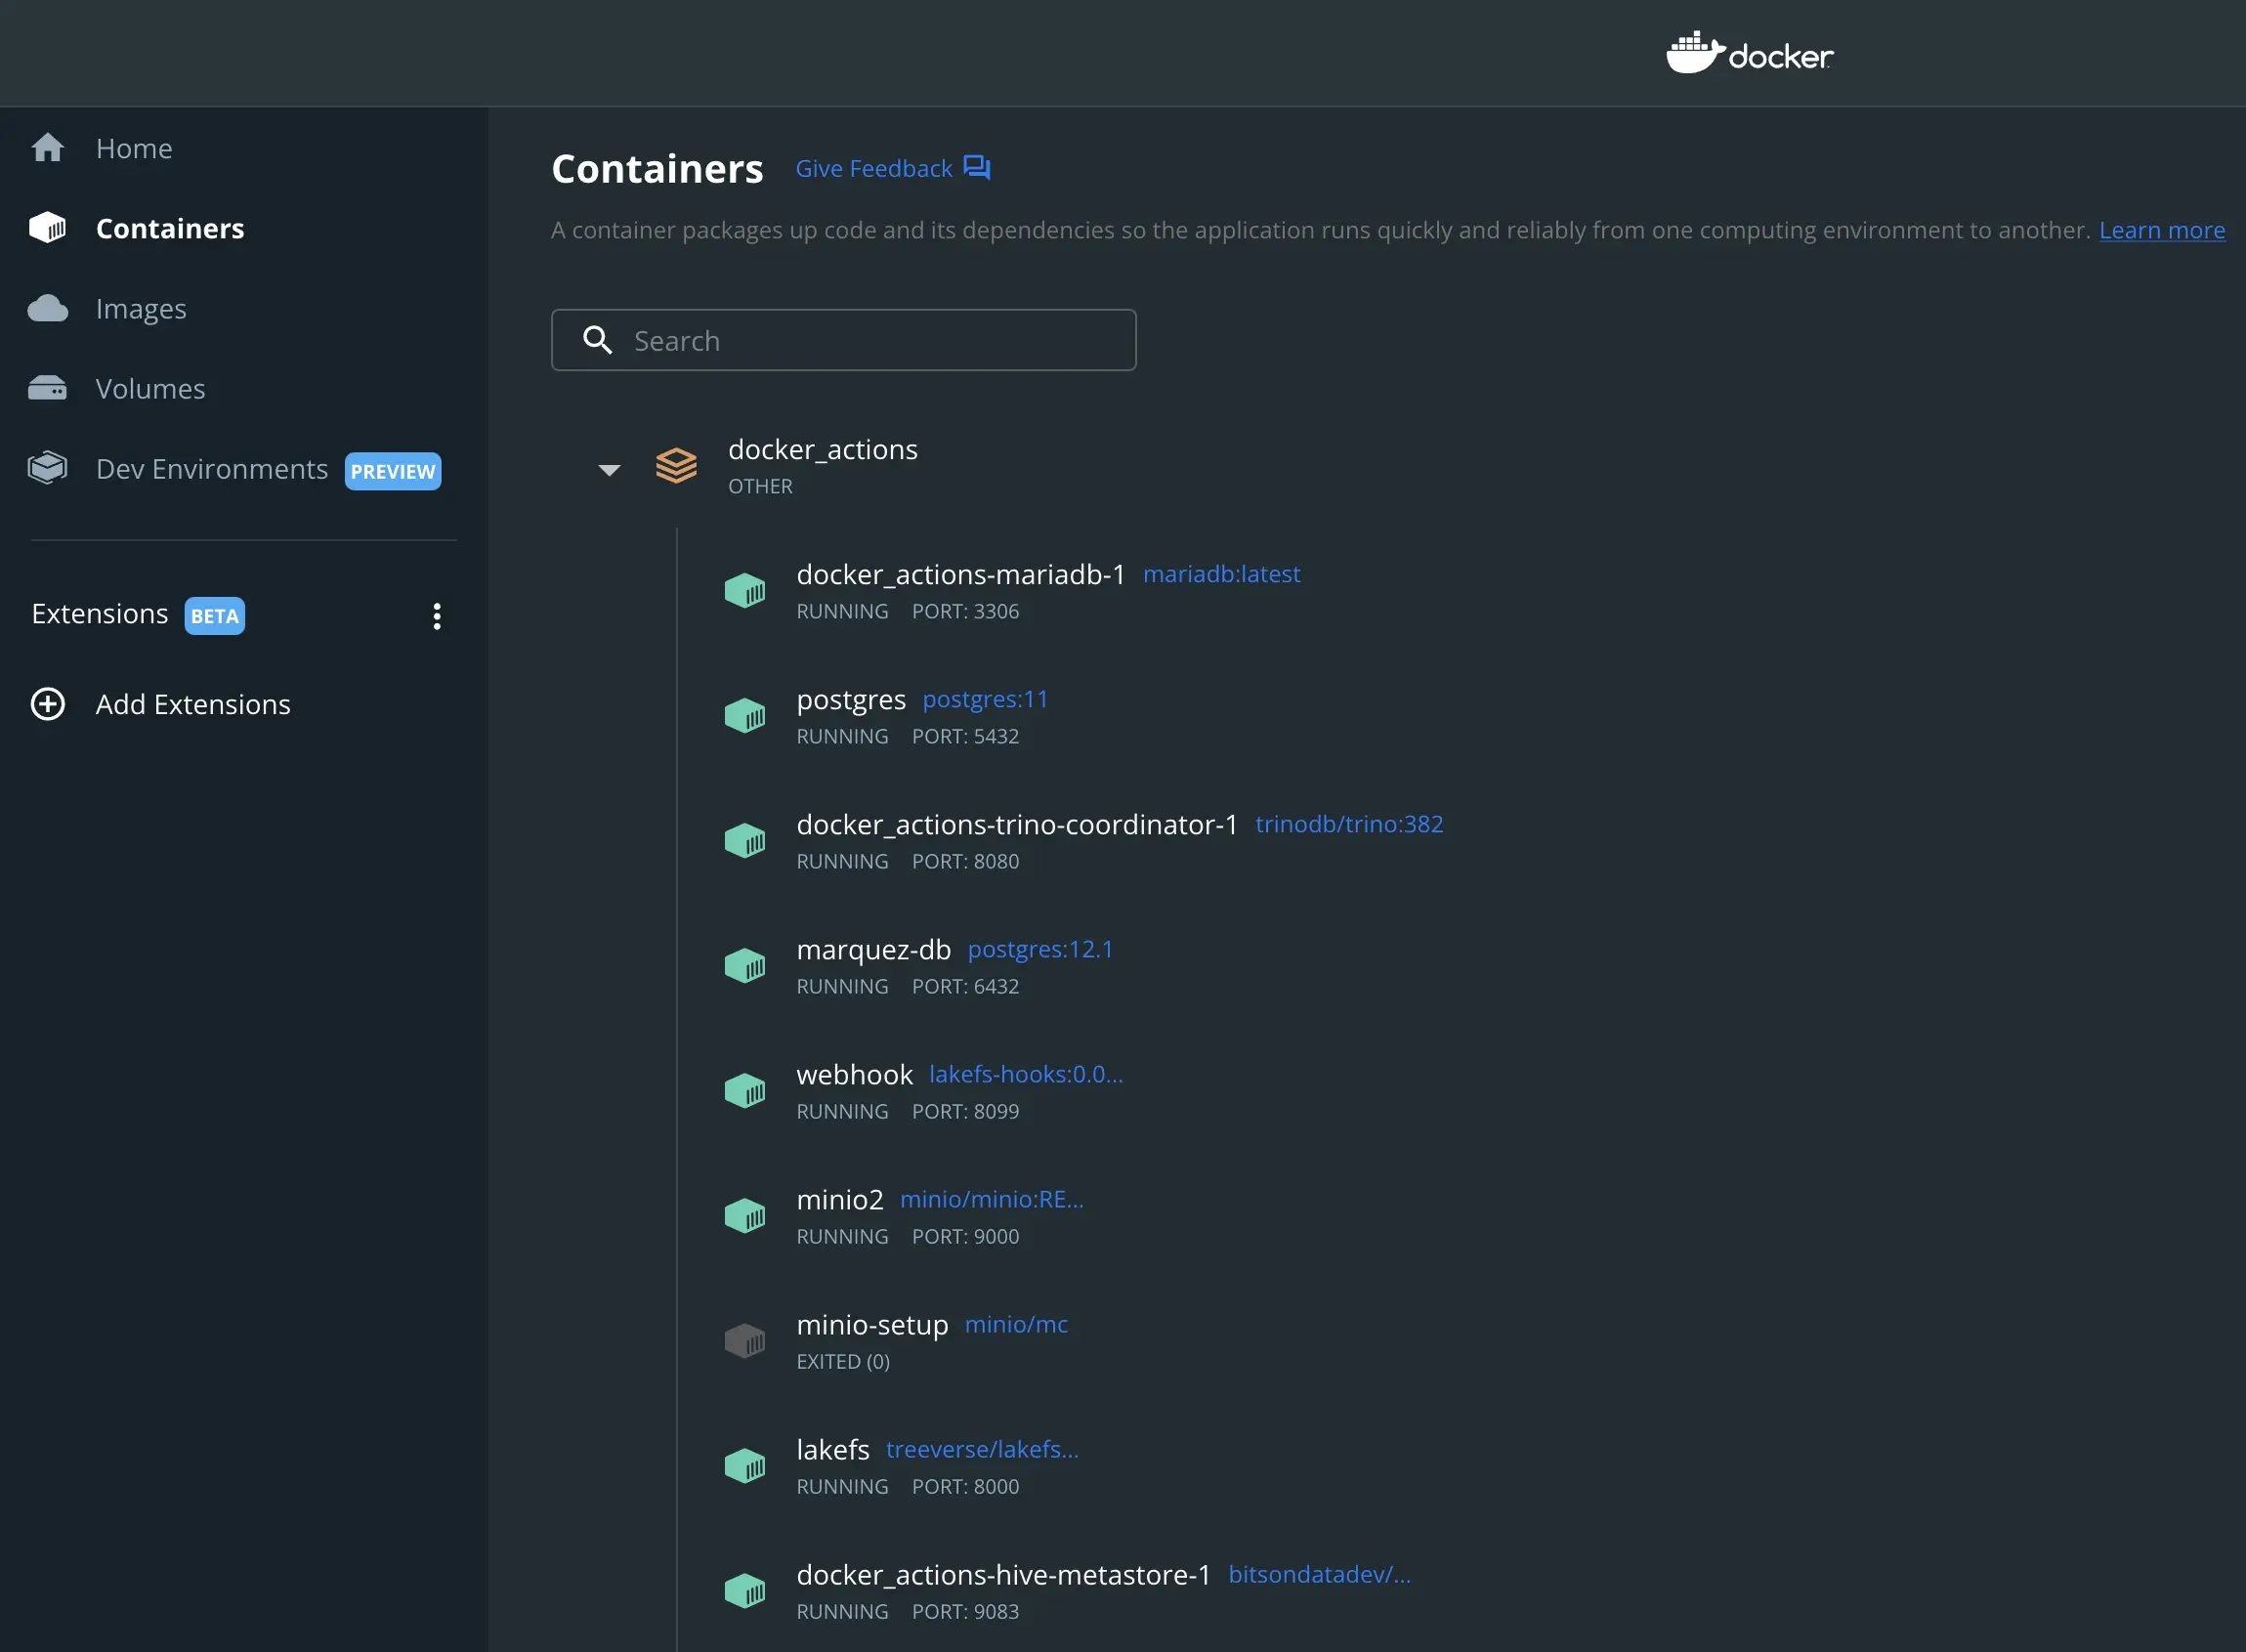 docker
Home
Containers
Images
Volumes
Dev Environments PREVIEW
Extensions BETA
Add Extensions
Containers Give Feedback
A container packages up code and its dependencies so the application runs quickly and reliably from one computing environment to another. Learn more
Search
docker_actions
OTHER
docker_actions-mariadb-1 mariadb:latest
RUNNING PORT: 3306
postgres postgres:11
RUNNING PORT: 5432
docker_actions-trino-coordinator-1 trinodb/trino:382
RUNNING PORT: 8080
marquez-db postgres:12.1
RUNNING PORT: 6432
webhook lakefs-hooks:0.0...
RUNNING PORT: 8099
minio2 minio/minio:RE...
RUNNING PORT: 9000
minio-setup minio/mc
EXITED (0)
lakefs treeverse/lakefs...
RUNNING PORT: 8000
docker_actions-hive-metastore-1 bitsondatadev/...
RUNNING PORT: 9083